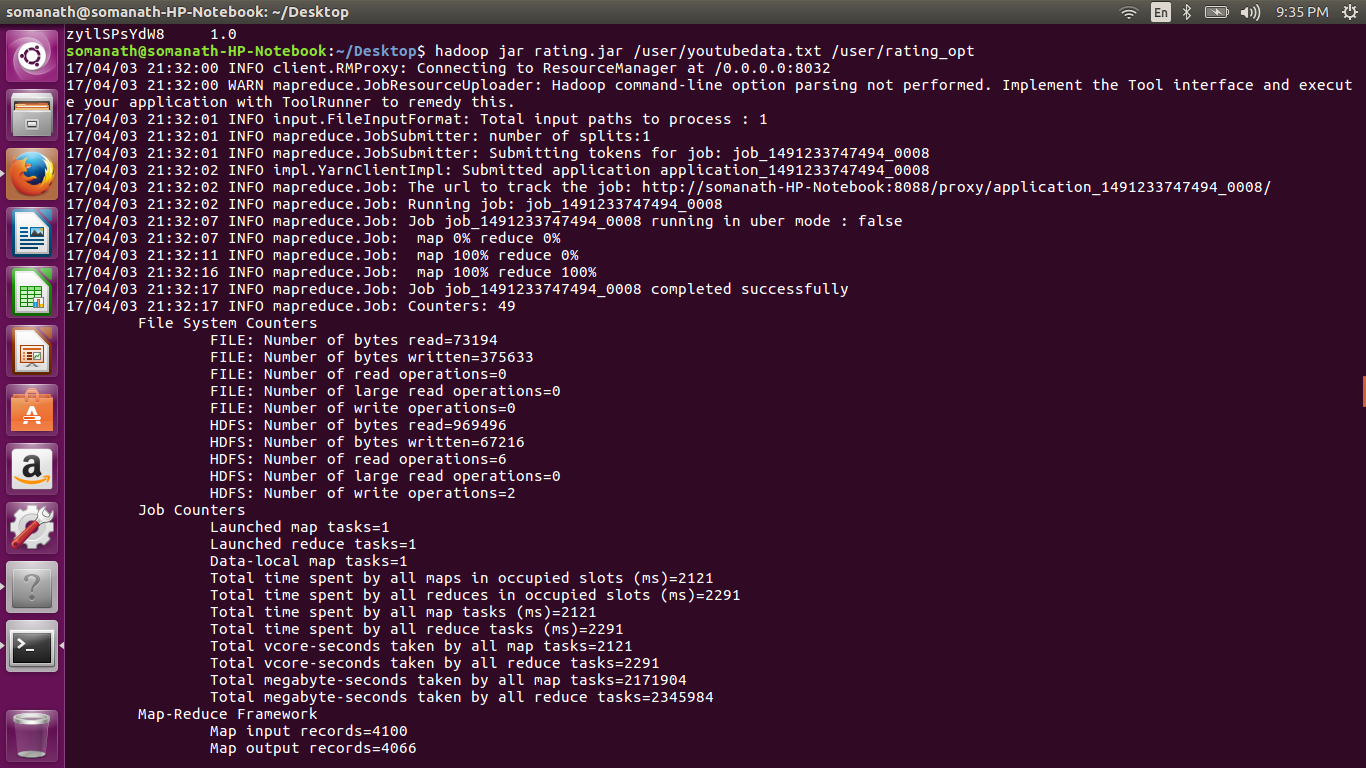 somanath@somanath-HP-Notebook: ~/Desktop
En
9:35 PM
zyilSPsYdW8 1.0
somanath@somanath-HP-Notebook:~/Desktop$ hadoop jar rating.jar /user/youtubedata.txt /user/rating_opt
17/04/03 21:32:00 INFO client.RMProxy: Connecting to ResourceManager at /0.0.0.0:8032
17/04/03 21:32:00 WARN mapreduce.JobResourceUploader: Hadoop command-line option parsing not performed. Implement the Tool interface and execut
e your application with ToolRunner to remedy this.
17/04/03 21:32:01 INFO input.FileInputFormat: Total input paths to process : 1
17/04/03 21:32:01 INFO mapreduce.JobSubmitter: number of splits:1
17/04/03 21:32:01 INFO mapreduce.JobSubmitter: Submitting tokens for job: job_1491233747494_0008
17/04/03 21:32:02 INFO impl.YarnClientImpl: Submitted application application_1491233747494_0008
17/04/03 21:32:02 INFO mapreduce.Job: The url to track the job: http://somanath-HP-Notebook:8088/proxy/application_1491233747494_0008/
17/04/03 21:32:02 INFO mapreduce.Job: Running job: job_1491233747494_0008
17/04/03 21:32:07 INFO mapreduce.Job: Job job_1491233747494_0008 running in uber mode : false
17/04/03 21:32:07 INFO mapreduce.Job:  map 0% reduce 0%
17/04/03 21:32:11 INFO mapreduce.Job:  map 100% reduce 0%
17/04/03 21:32:16 INFO mapreduce.Job:  map 100% reduce 100%
17/04/03 21:32:17 INFO mapreduce.Job: Job job_1491233747494_0008 completed successfully
17/04/03 21:32:17 INFO mapreduce.Job: Counters: 49
File System Counters
FILE: Number of bytes read=73194
FILE: Number of bytes written=375633
FILE: Number of read operations=0
FILE: Number of large read operations=0
FILE: Number of write operations=0
HDFS: Number of bytes read=969496
HDFS: Number of bytes written=67216
HDFS: Number of read operations=6
HDFS: Number of large read operations=0
HDFS: Number of write operations=2
Job Counters
Launched map tasks=1
Launched reduce tasks=1
Data-local map tasks=1
Total time spent by all maps in occupied slots (ms)=2121
Total time spent by all reduces in occupied slots (ms)=2291
Total time spent by all map tasks (ms)=2121
Total time spent by all reduce tasks (ms)=2291
Total vcore-seconds taken by all map tasks=2121
Total vcore-seconds taken by all reduce tasks=2291
Total megabyte-seconds taken by all map tasks=2171904
Total megabyte-seconds taken by all reduce tasks=2345984
Map-Reduce Framework
Map input records=4100
Map output records=4066